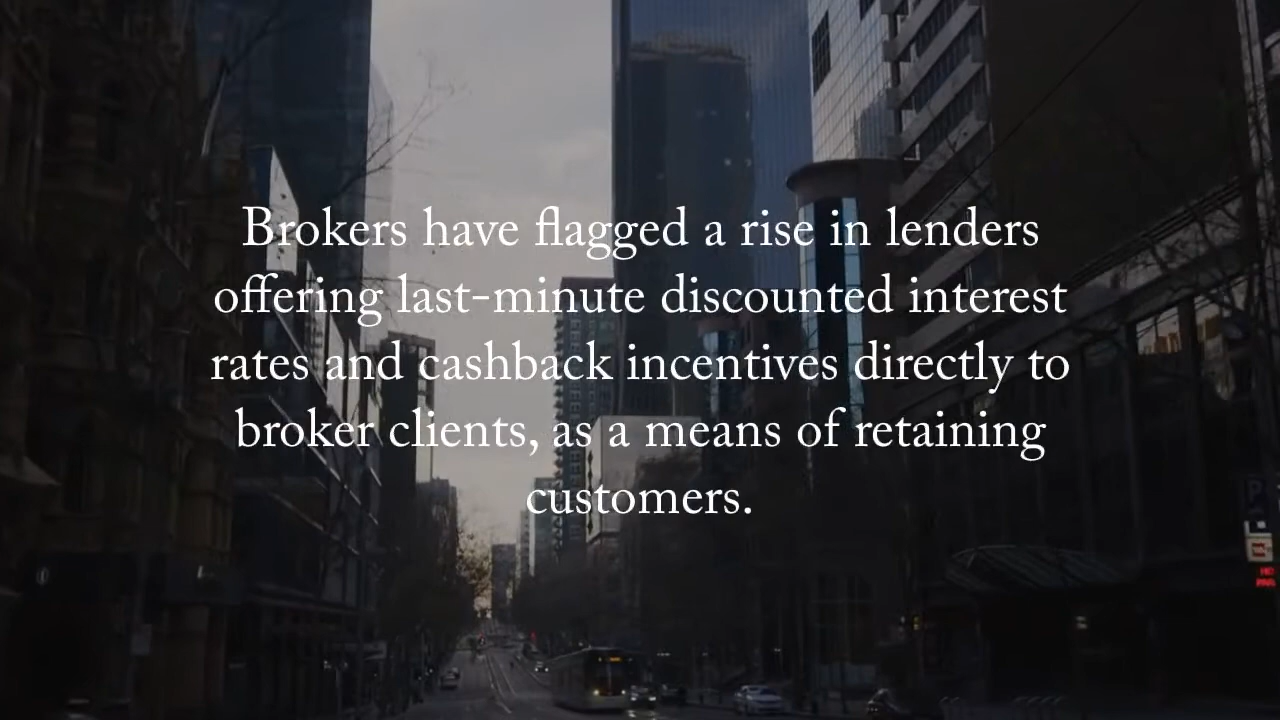 Brokers have flagged a rise in lenders
offering last-minute discounted interest
rates and cashback incentives directly to
broker clients, as a means of retaining
customers.